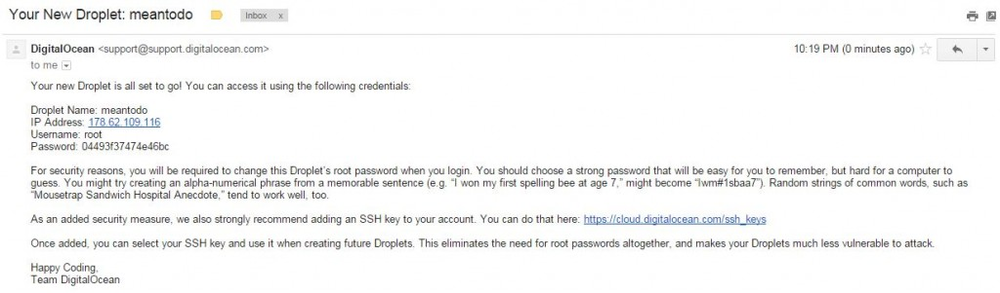 Your New Droplet: meantodo
Inbox x
DigitalOcean <support@support.digitalocean.com>
10:19 PM (0 minutes ago)
to me
Your new Droplet is all set to go! You can access it using the following credentials:
Droplet Name: meantodo
IP Address: 178.62.109.116
Username: root
Password: 04493f37474e46bc
For security reasons, you will be required to change this Droplet's root password when you login. You should choose a strong password that will be easy for you to remember, but hard for a computer to
guess. You might try creating an alpha-numerical phrase from a memorable sentence (e.g. “I won my first spelling bee at age 7,” might become “Iwm#1sbaa7”). Random strings of common words, such as
“Mousetrap Sandwich Hospital Anecdote,” tend to work well, too.
As an added security measure, we also strongly recommend adding an SSH key to your account. You can do that here: https://cloud.digitalocean.com/ssh_keys
Once added, you can select your SSH key and use it when creating future Droplets. This eliminates the need for root passwords altogether, and makes your Droplets much less vulnerable to attack.
Happy Coding,
Team DigitalOcean